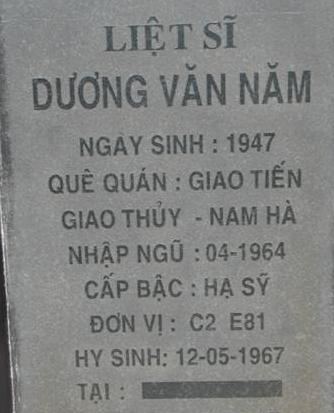 LIỆT SĨ
DƯƠNG VĂN NĂM
NGÀY SINH : 1947
QUÊ QUÁN : GIAO TIẾN
GIAO THỦY - NAM HÀ
NHẬP NGŨ : 04-1964
CẤP BẬC : HẠ SỸ
ĐƠN VỊ : C2 E81
HY SINH: 12-05-1967
TẠI :